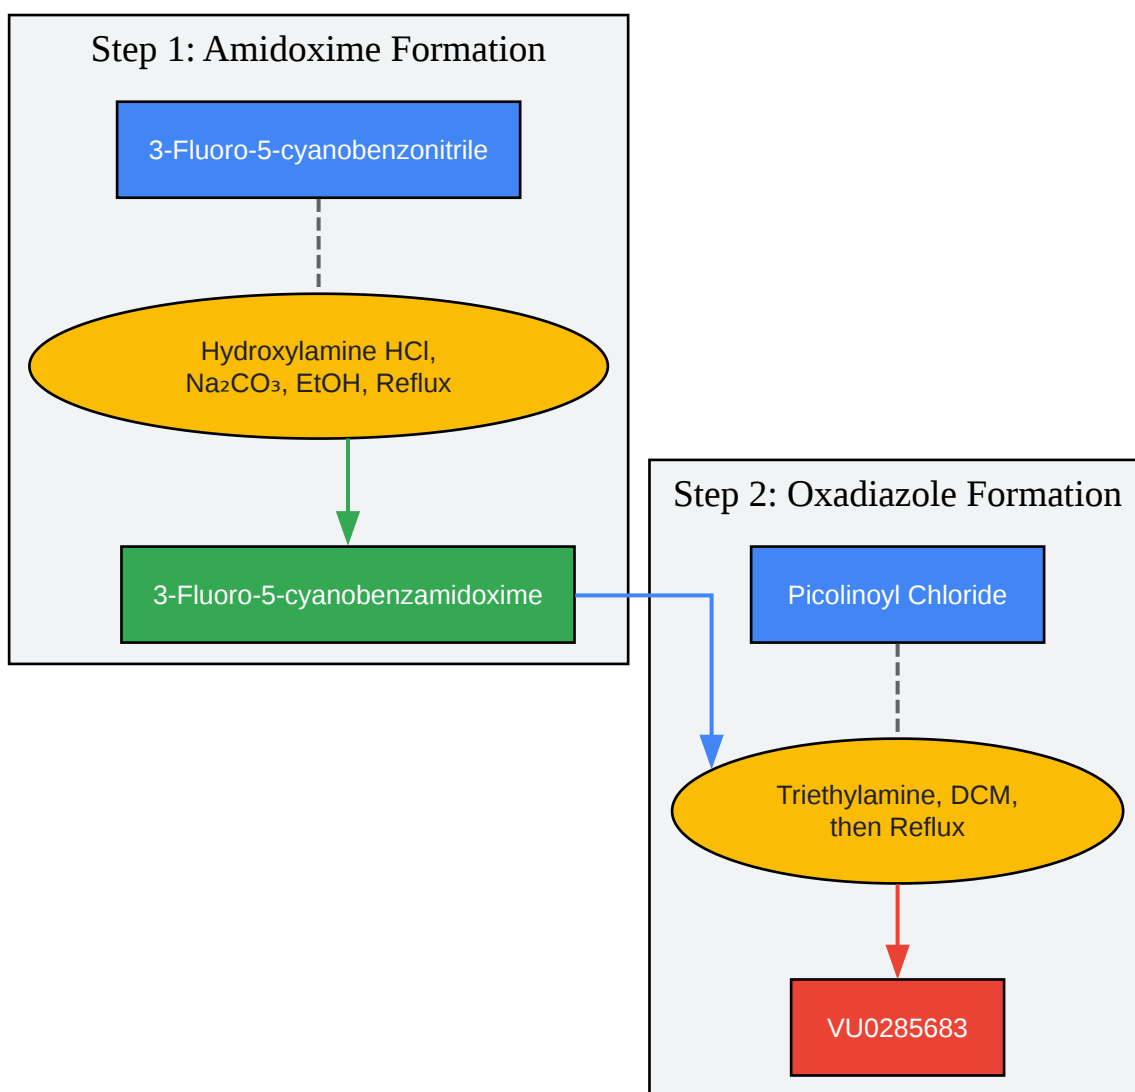 Step 1: Amidoxime Formation
3-Fluoro-5-cyanobenzonitrile
Hydroxylamine HCl,
Na₂CO₃, EtOH, Reflux
3-Fluoro-5-cyanobenzamidoxime
Step 2: Oxadiazole Formation
Picolinoyl Chloride
Triethylamine, DCM,
then Reflux
VU0285683